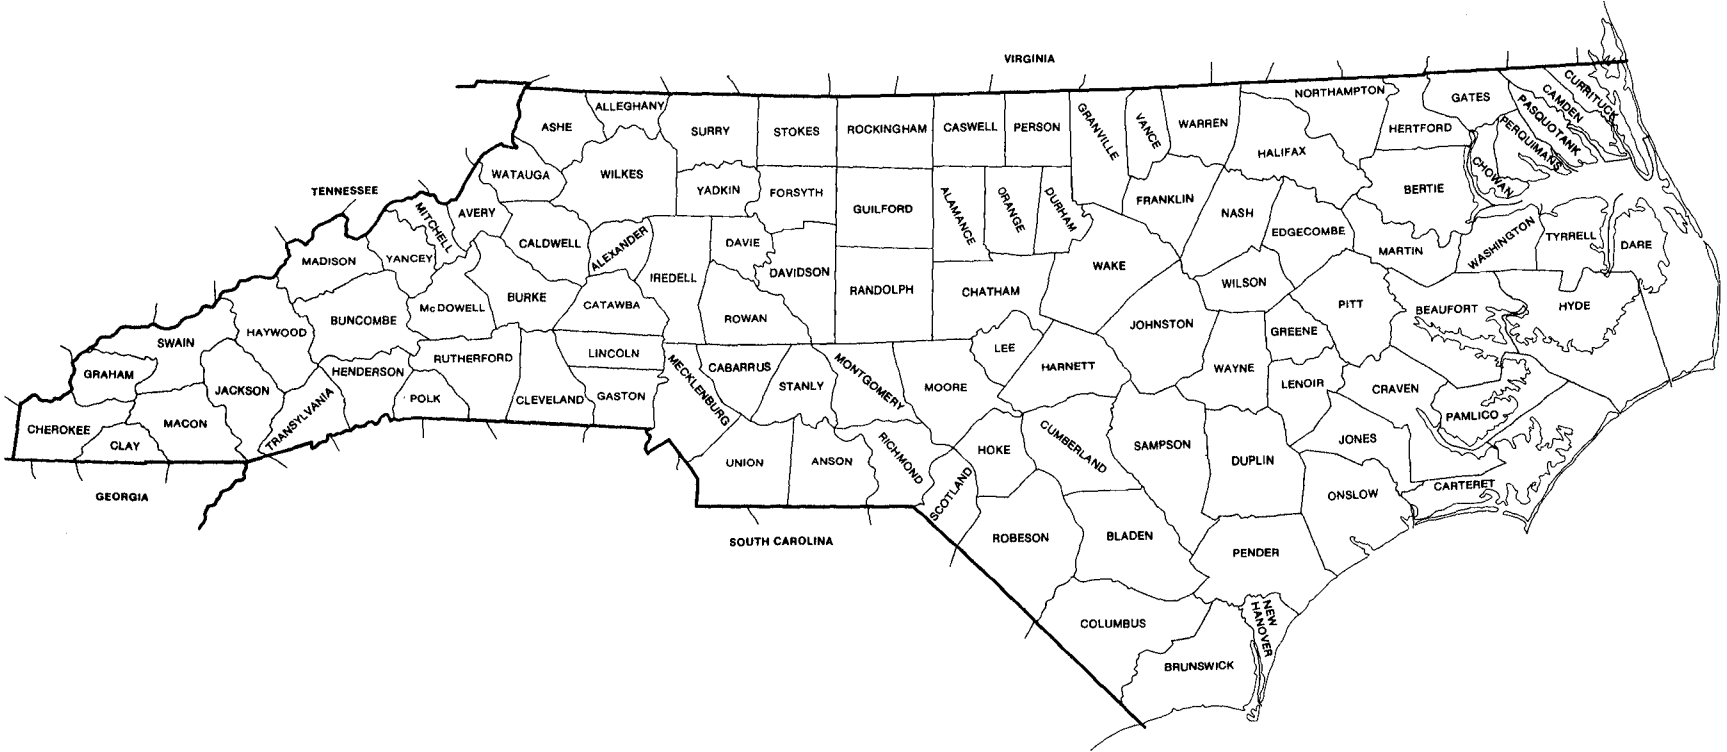 VIRGINIA
TENNESSEE
GEORGIA
SOUTH CAROLINA
ALLEGHANY
ASHE
SURRY
STOKES
ROCKINGHAM
CASWELL
PERSON
GRANVILLE
VANCE
WARREN
NORTHAMPTON
GATES
CURRITUCK
CAMDEN
PASQUOTANK
PERQUIMANS
HERTFORD
HALIFAX
CHOWAN
WATAUGA
WILKES
YADKIN
FORSYTH
GUILFORD
ALAMANCE
ORANGE
DURHAM
FRANKLIN
NASH
EDGECOMBE
BERTIE
MARTIN
WASHINGTON
TYRRELL
DARE
MITCHELL
AVERY
CALDWELL
ALEXANDER
IREDELL
DAVIE
DAVIDSON
RANDOLPH
CHATHAM
WAKE
WILSON
PITT
BEAUFORT
HYDE
MADISON
YANCEY
McDOWELL
BURKE
CATAWBA
ROWAN
LEE
JOHNSTON
GREENE
SWAIN
HAYWOOD
BUNCOMBE
RUTHERFORD
LINCOLN
MECKLENBURG
CABARRUS
STANLY
MONTGOMERY
MOORE
HARNETT
WAYNE
LENOIR
CRAVEN
PAMLICO
GRAHAM
JACKSON
HENDERSON
POLK
CLEVELAND
GASTON
CHEROKEE
CLAY
MACON
TRANSYLVANIA
UNION
ANSON
RICHMOND
SCOTLAND
HOKE
CUMBERLAND
SAMPSON
DUPLIN
JONES
ONSLOW
CARTERET
ROBESON
BLADEN
PENDER
COLUMBUS
NEW
HANOVER
BRUNSWICK